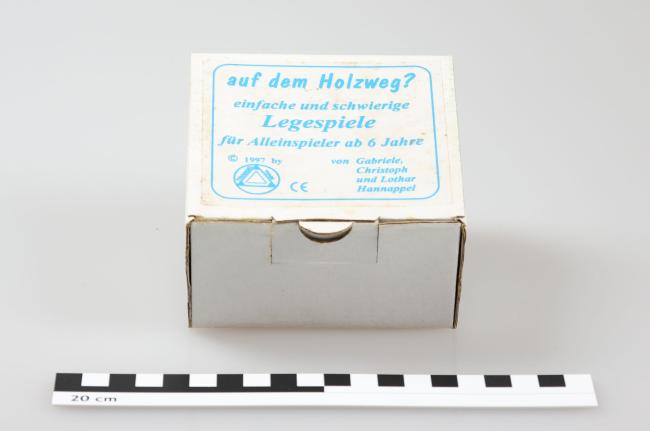 auf dem Holzweg?
einfache und schwierige
Legespiele
für Alleinspieler ab 6 Jahre
© 1997 by von Gabriele,
Christoph
und Lothar
CE Hannappel
20 cm